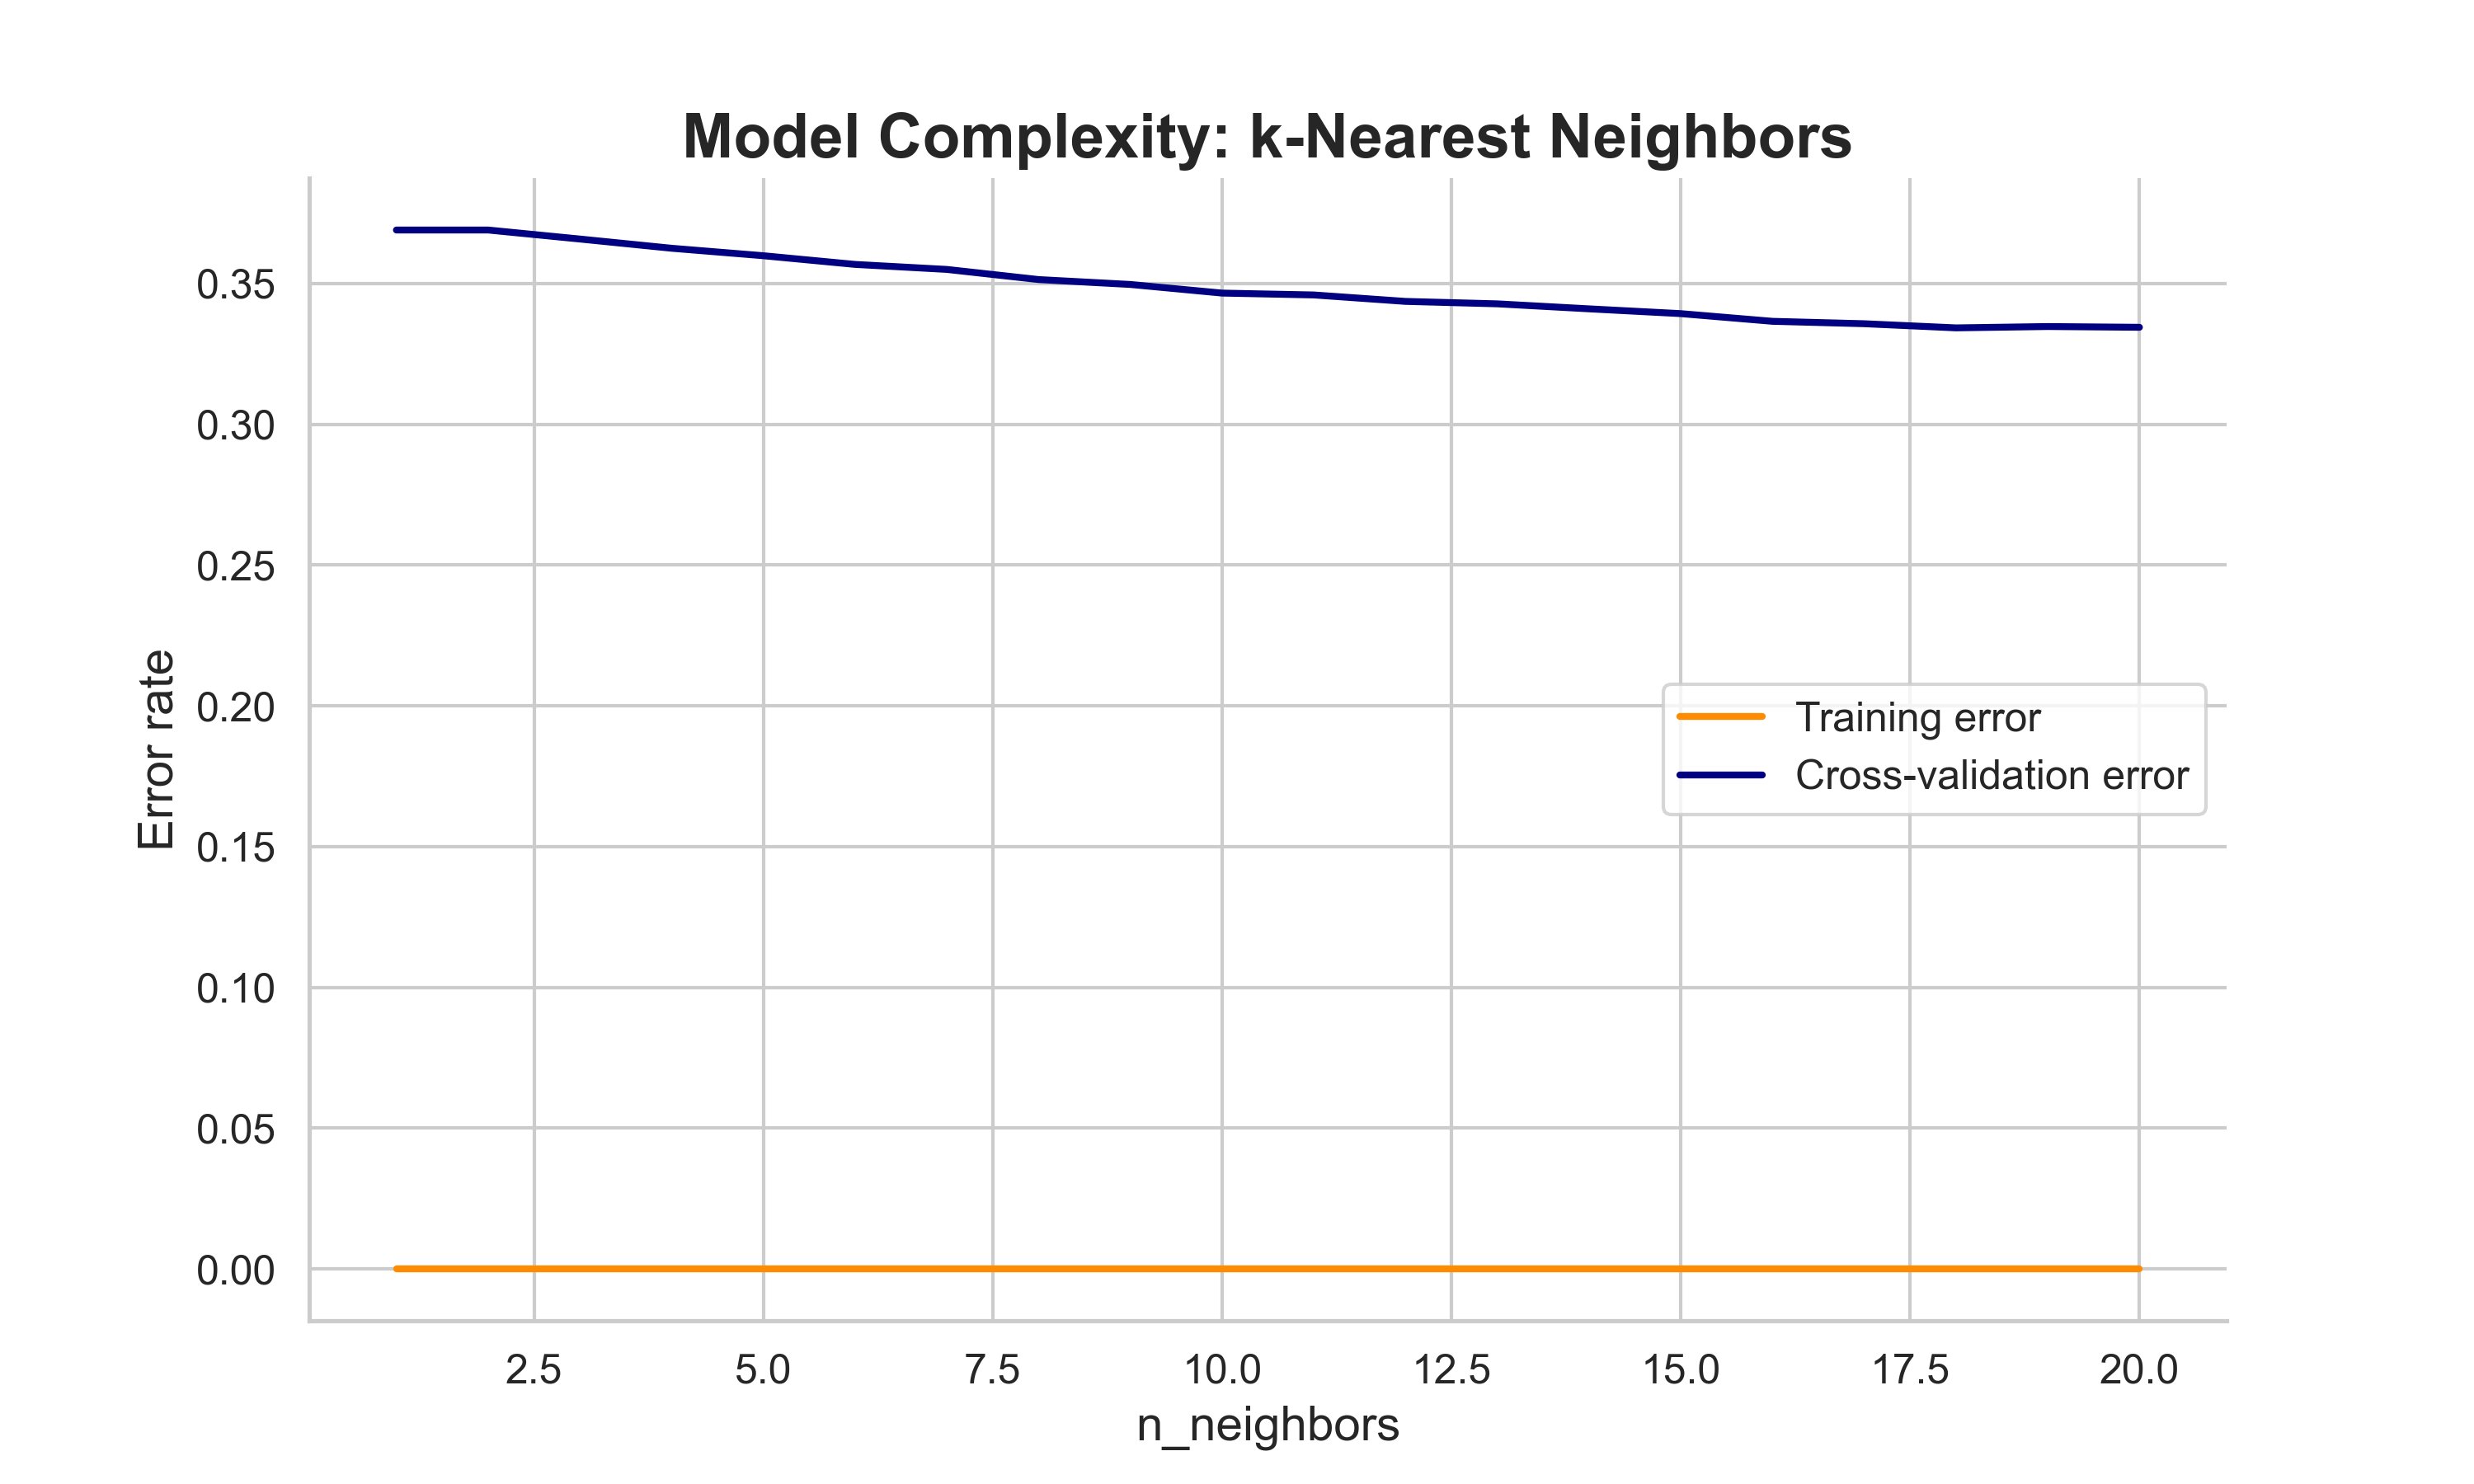 Model Complexity: k-Nearest Neighbors
Error rate
0.35
0.30
0.25
0.20
0.15
0.10
0.05
0.00
Training error
Cross-validation error
2.5 5.0 7.5 10.0 12.5 15.0 17.5 20.0
n_neighbors